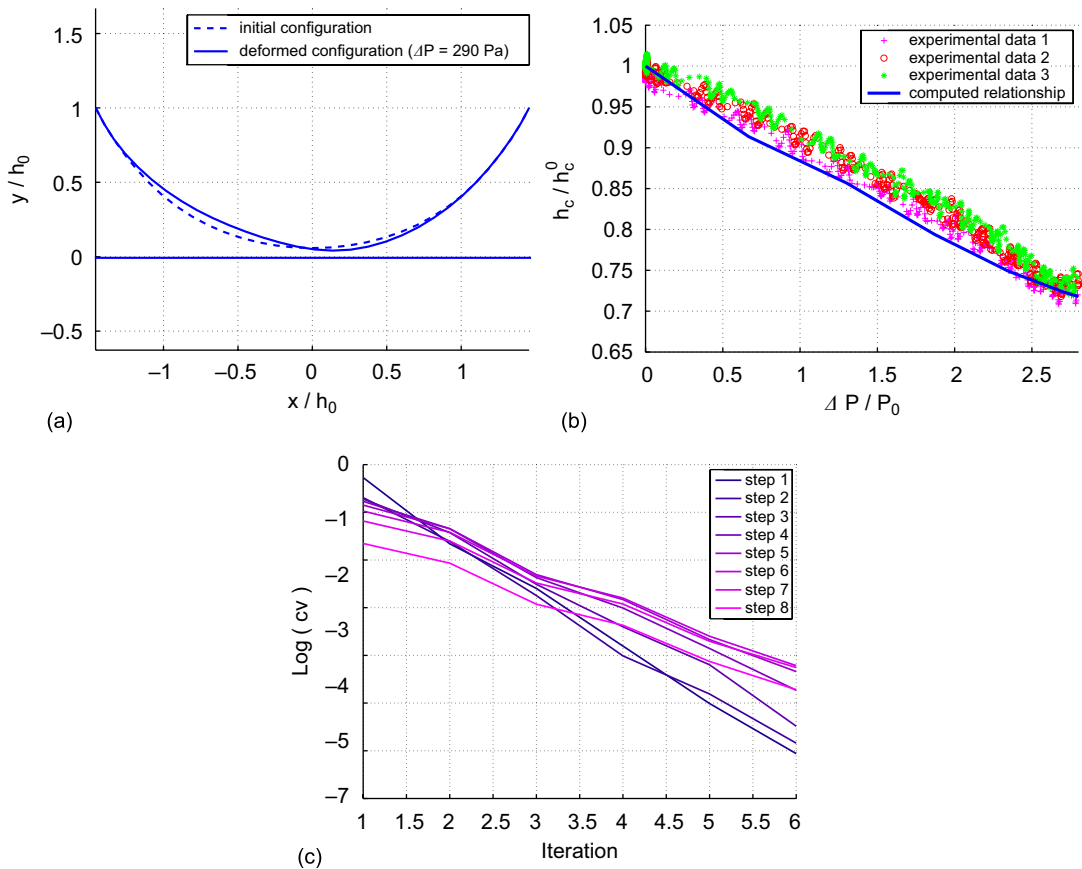 1.5
1
0.5
0
–0.5
y / h0
–1
–0.5
0
0.5
1
x / h0
initial configuration
deformed configuration (ΔP = 290 Pa)
(a)
1
0.95
0.9
0.85
0.8
0.75
0.7
0.65
hc / hc0
0
0.5
1
1.5
2
2.5
Δ P / P0
experimental data 1
experimental data 2
experimental data 3
computed relationship
(b)
0
–1
–2
–3
–4
–5
–7
Log ( cv )
1
1.5
2
2.5
3
3.5
4
4.5
5
5.5
6
Iteration
step 1
step 2
step 3
step 4
step 5
step 6
step 7
step 8
(c)